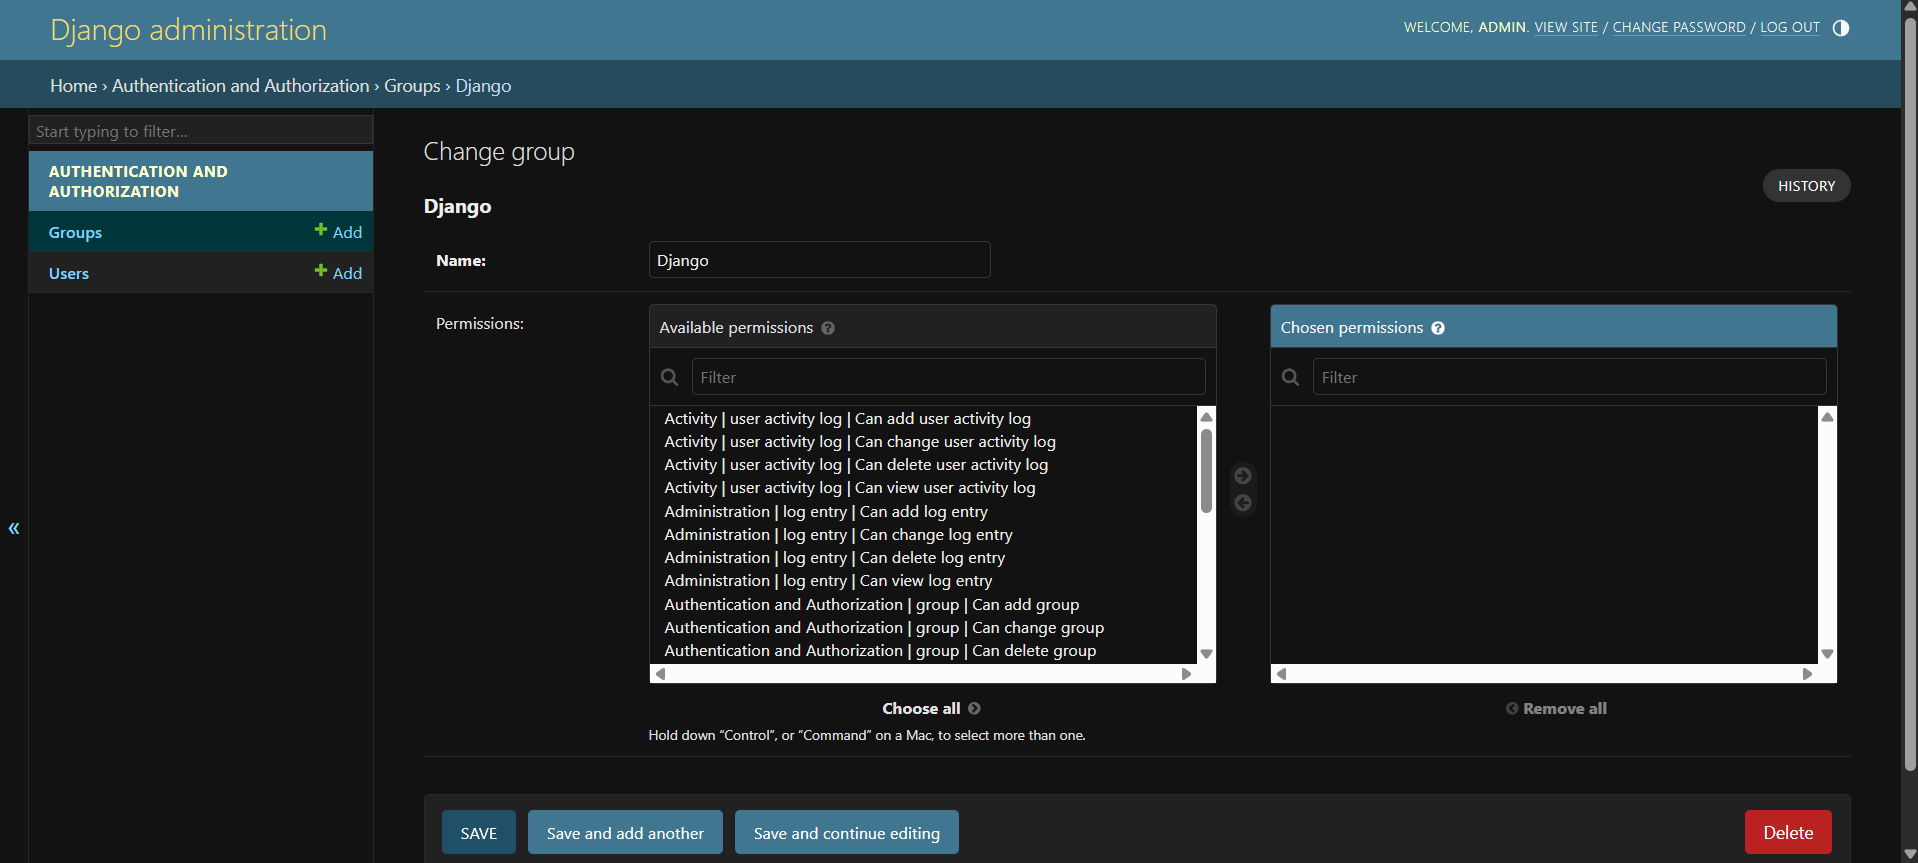 Django administration
WELCOME, ADMIN. VIEW SITE / CHANGE PASSWORD / LOG OUT
Home › Authentication and Authorization › Groups › Django
Start typing to filter...
AUTHENTICATION AND
AUTHORIZATION
Groups
Add
Users
Add
«
Change group
HISTORY
Django
Name:
Django
Permissions:
Available permissions ?
Filter
Activity | user activity log | Can add user activity log
Activity | user activity log | Can change user activity log
Activity | user activity log | Can delete user activity log
Activity | user activity log | Can view user activity log
Administration | log entry | Can add log entry
Administration | log entry | Can change log entry
Administration | log entry | Can delete log entry
Administration | log entry | Can view log entry
Authentication and Authorization | group | Can add group
Authentication and Authorization | group | Can change group
Authentication and Authorization | group | Can delete group
Choose all
Hold down “Control”, or “Command” on a Mac, to select more than one.
Chosen permissions ?
Filter
Remove all
SAVE
Save and add another
Save and continue editing
Delete